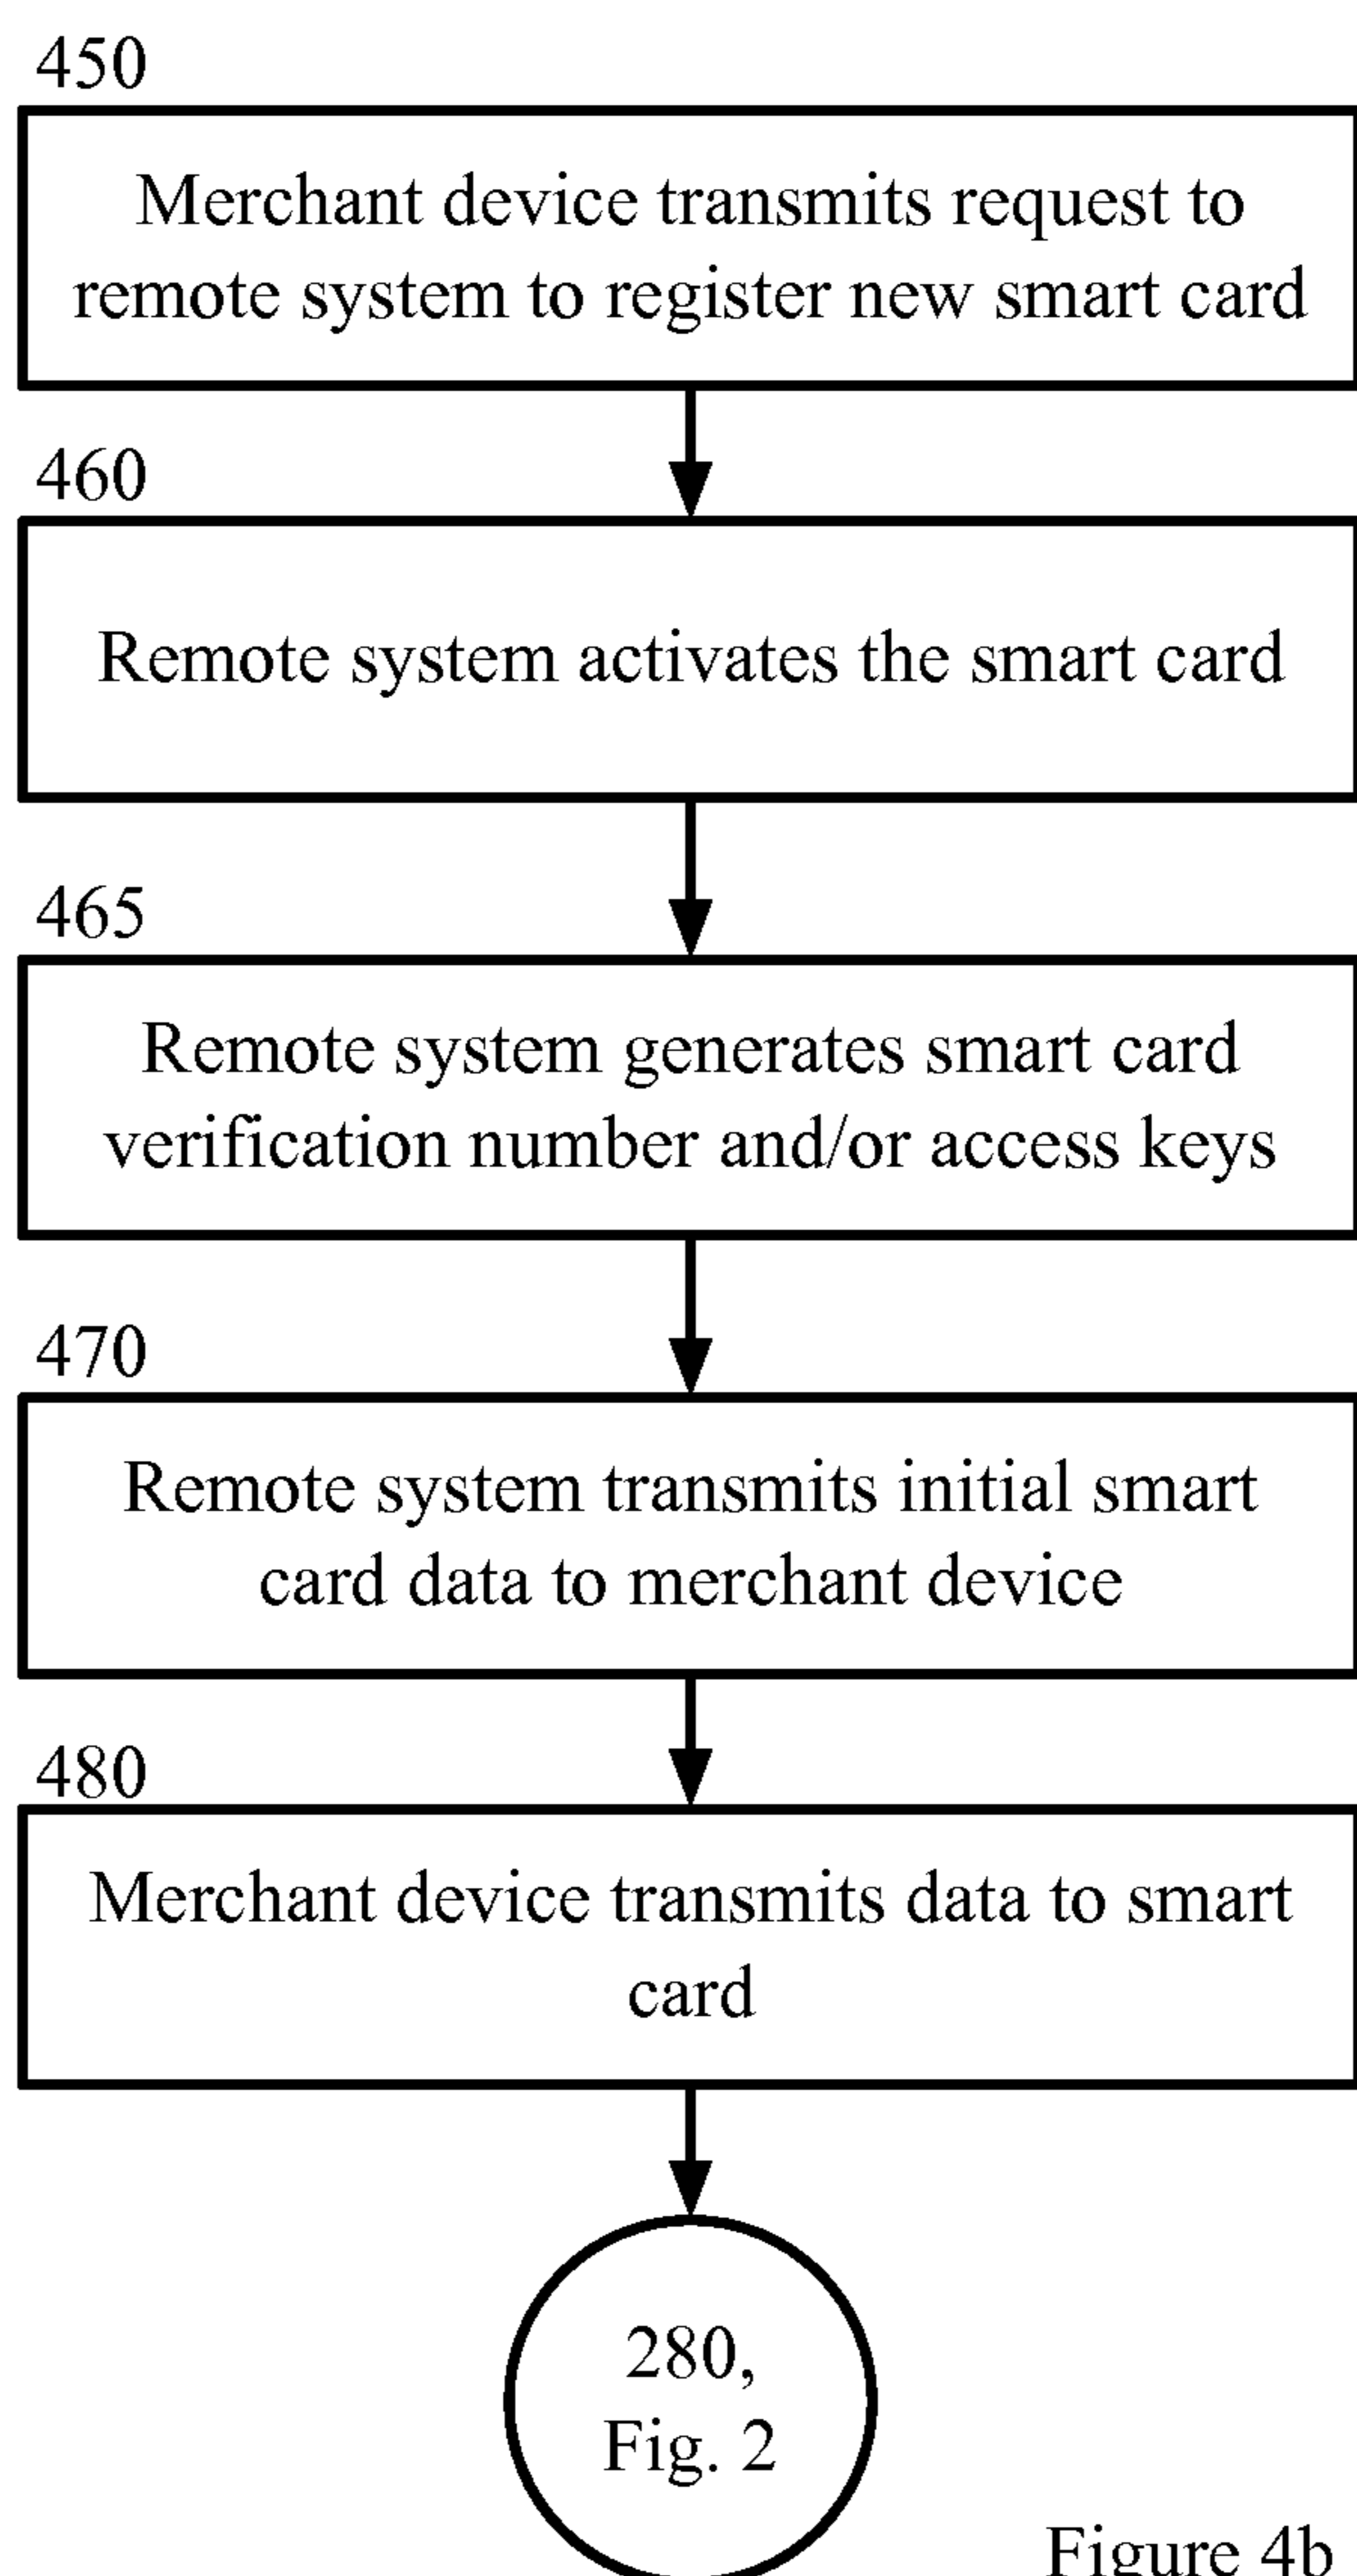 450
Merchant device transmits request to
remote system to register new smart card
460
Remote system activates the smart card
465
Remote system generates smart card
verification number and/or access keys
470
Remote system transmits initial smart
card data to merchant device
480
Merchant device transmits data to smart
card
280,
Fig. 2
Figure 4b